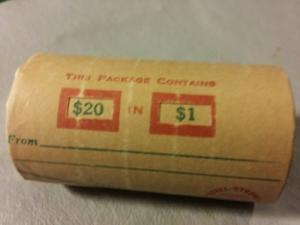 THIS PACKAGE CONTAINS
$20 IN $1
From